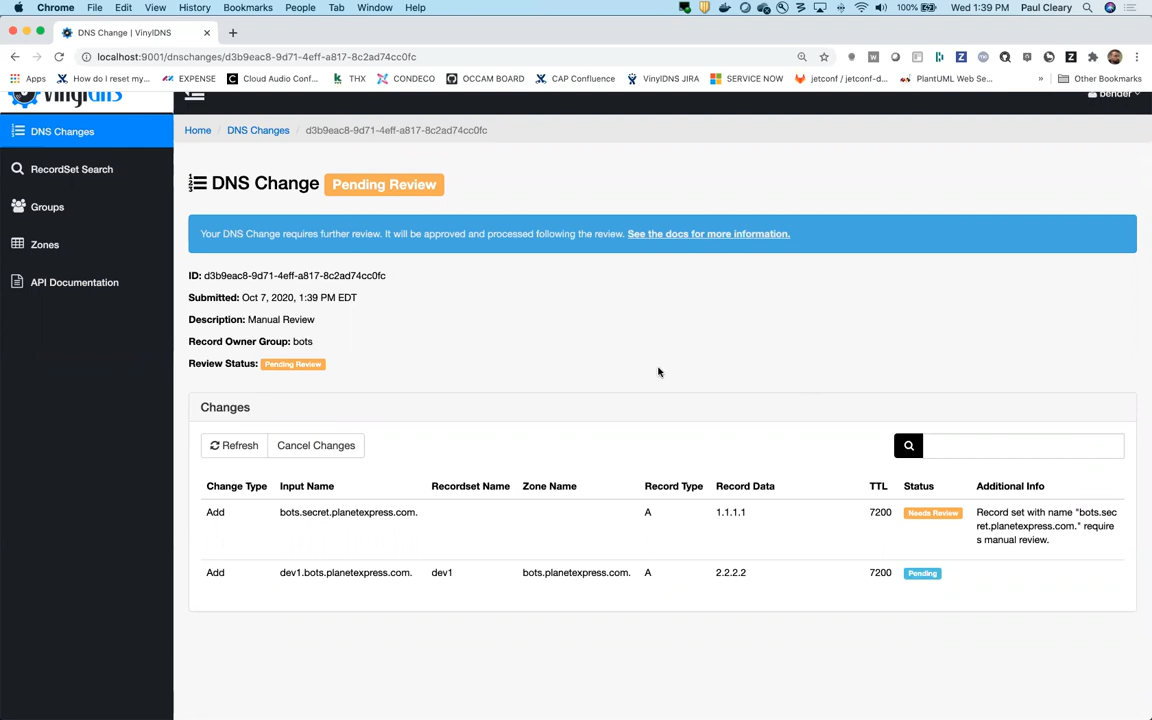 Chrome File Edit View History Bookmarks People Tab Window Help 100% Wed 1:39 PM Paul Cleary
DNS Change | VinylDNS
localhost:9001/dnschanges/d3b9eac8-9d71-4eff-a817-8c2ad74cc0fc
Apps How do I reset my... EXPENSE Cloud Audio Conf... THX CONDECO OCCAM BOARD CAP Confluence VinylDNS JIRA SERVICE NOW jetconf / jetconf-d... PlantUML Web Se... » Other Bookmarks
vinyldns bender
DNS Changes
RecordSet Search
Groups
Zones
API Documentation
Home / DNS Changes / d3b9eac8-9d71-4eff-a817-8c2ad74cc0fc
DNS Change Pending Review
Your DNS Change requires further review. It will be approved and processed following the review. See the docs for more information.
ID: d3b9eac8-9d71-4eff-a817-8c2ad74cc0fc
Submitted: Oct 7, 2020, 1:39 PM EDT
Description: Manual Review
Record Owner Group: bots
Review Status: Pending Review
Changes
Refresh Cancel Changes
Change Type Input Name Recordset Name Zone Name Record Type Record Data TTL Status Additional Info
Add bots.secret.planetexpress.com. A 1.1.1.1 7200 Needs Review Record set with name "bots.sec
ret.planetexpress.com." require
s manual review.
Add dev1.bots.planetexpress.com. dev1 bots.planetexpress.com. A 2.2.2.2 7200 Pending